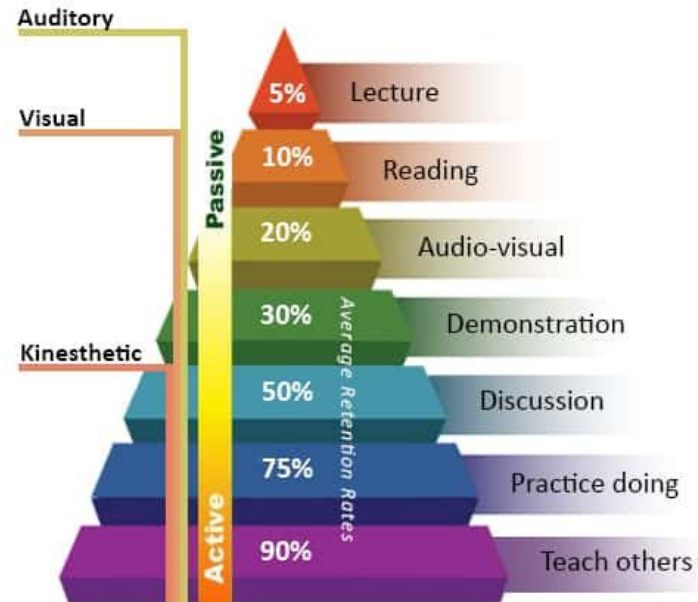 Auditory
Visual
Kinesthetic
Passive
Active
5%
Lecture
10%
Reading
20%
Audio-visual
30%
Demonstration
50%
Discussion
75%
Practice doing
90%
Teach others
Average Retention Rates